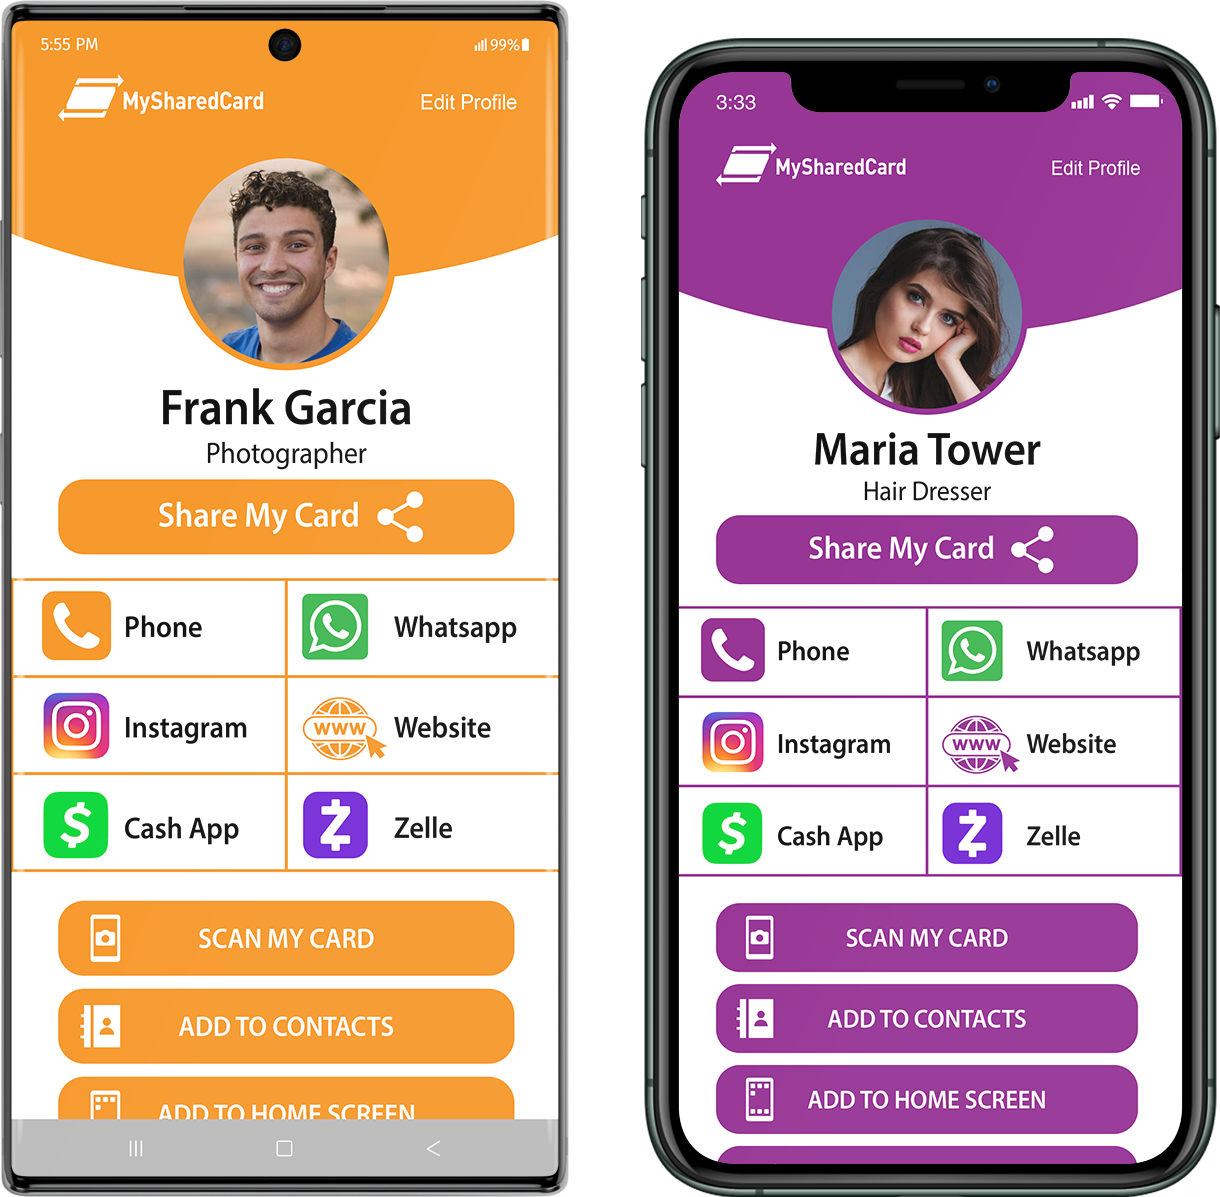 5:55 PM
99%
MySharedCard
Edit Profile
Frank Garcia
Photographer
Share My Card
Phone
Whatsapp
Instagram
www
Website
Cash App
Zelle
SCAN MY CARD
ADD TO CONTACTS
ADD TO HOME SCREEN
3:33
MySharedCard
Edit Profile
Maria Tower
Hair Dresser
Share My Card
Phone
Whatsapp
Instagram
www
Website
Cash App
Zelle
SCAN MY CARD
ADD TO CONTACTS
ADD TO HOME SCREEN